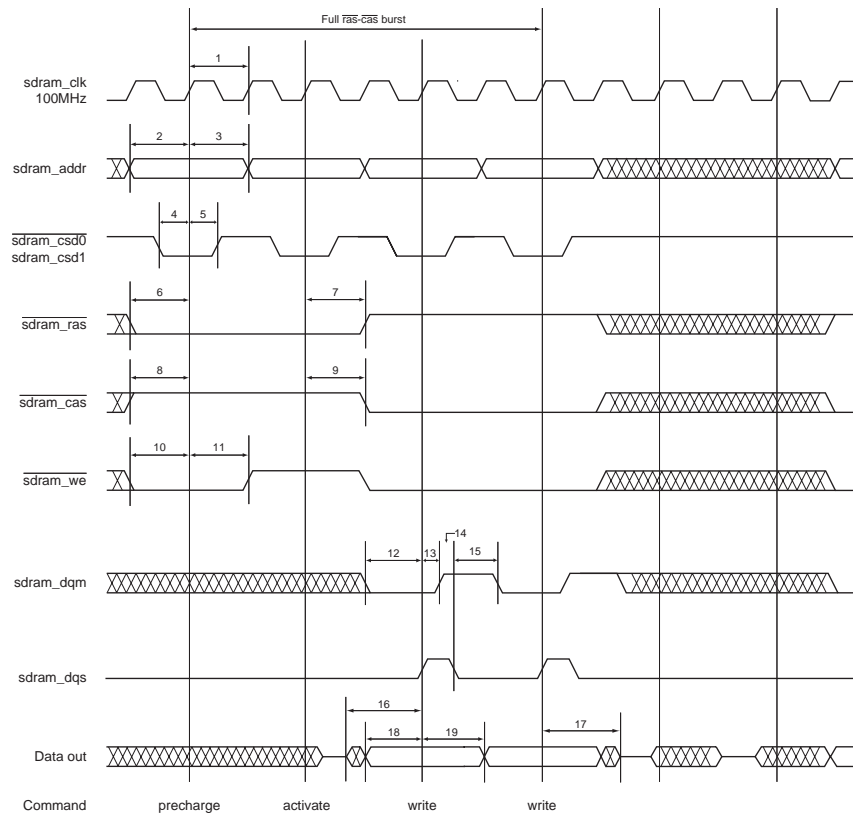 Full ras-cas burst
1
sdram_clk
100MHz
2 3
sdram_addr
4 5
sdram_csd0
sdram_csd1
6 7
sdram_ras
8 9
sdram_cas
10 11
sdram_we
14
12 13 15
sdram_dqm
sdram_dqs
16
17
18 19
Data out
Command precharge activate write write